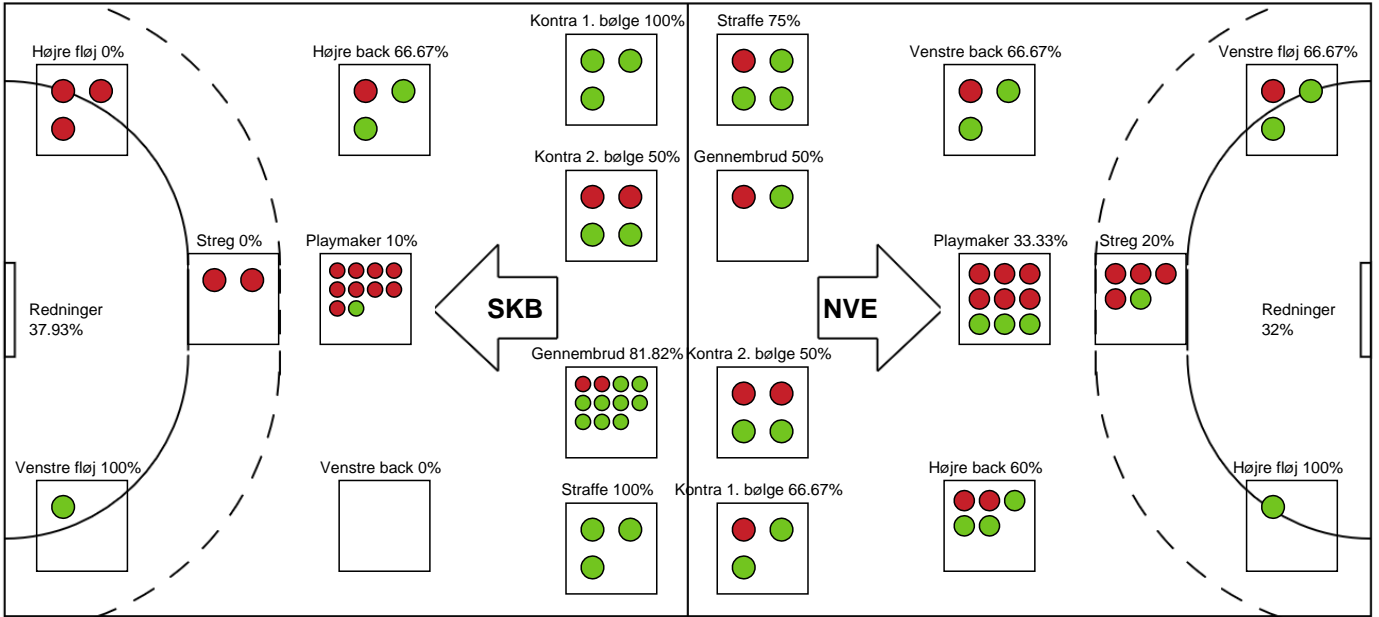 Kontra 1. bølge 100%
Straffe 75%
Højre fløj 0%
Højre back 66.67%
Venstre back 66.67%
Venstre fløj 66.67%
Kontra 2. bølge 50%
Gennembrud 50%
Streg 0%
Playmaker 10%
Playmaker 33.33%
Streg 20%
Redninger
37.93%
SKB
NVE
Redninger
32%
Gennembrud 81.82%
Kontra 2. bølge 50%
Venstre fløj 100%
Venstre back 0%
Højre back 60%
Højre fløj 100%
Straffe 100%
Kontra 1. bølge 66.67%